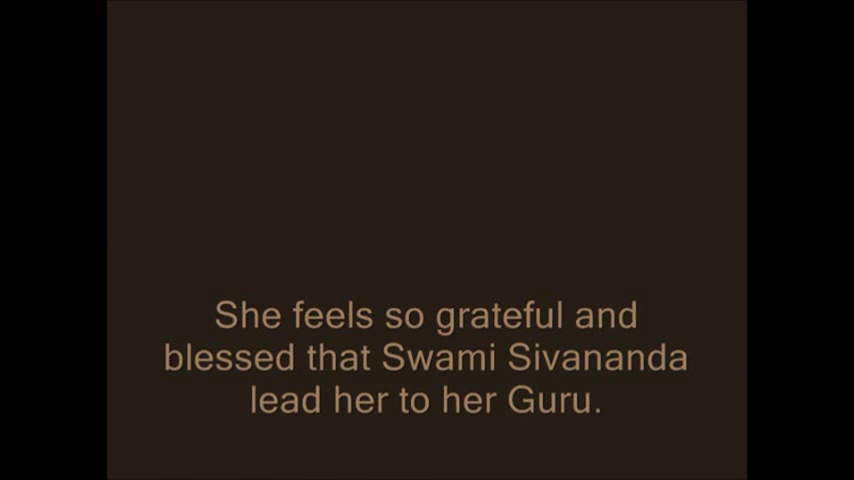 She feels so grateful and
blessed that Swami Sivananda
lead her to her Guru.